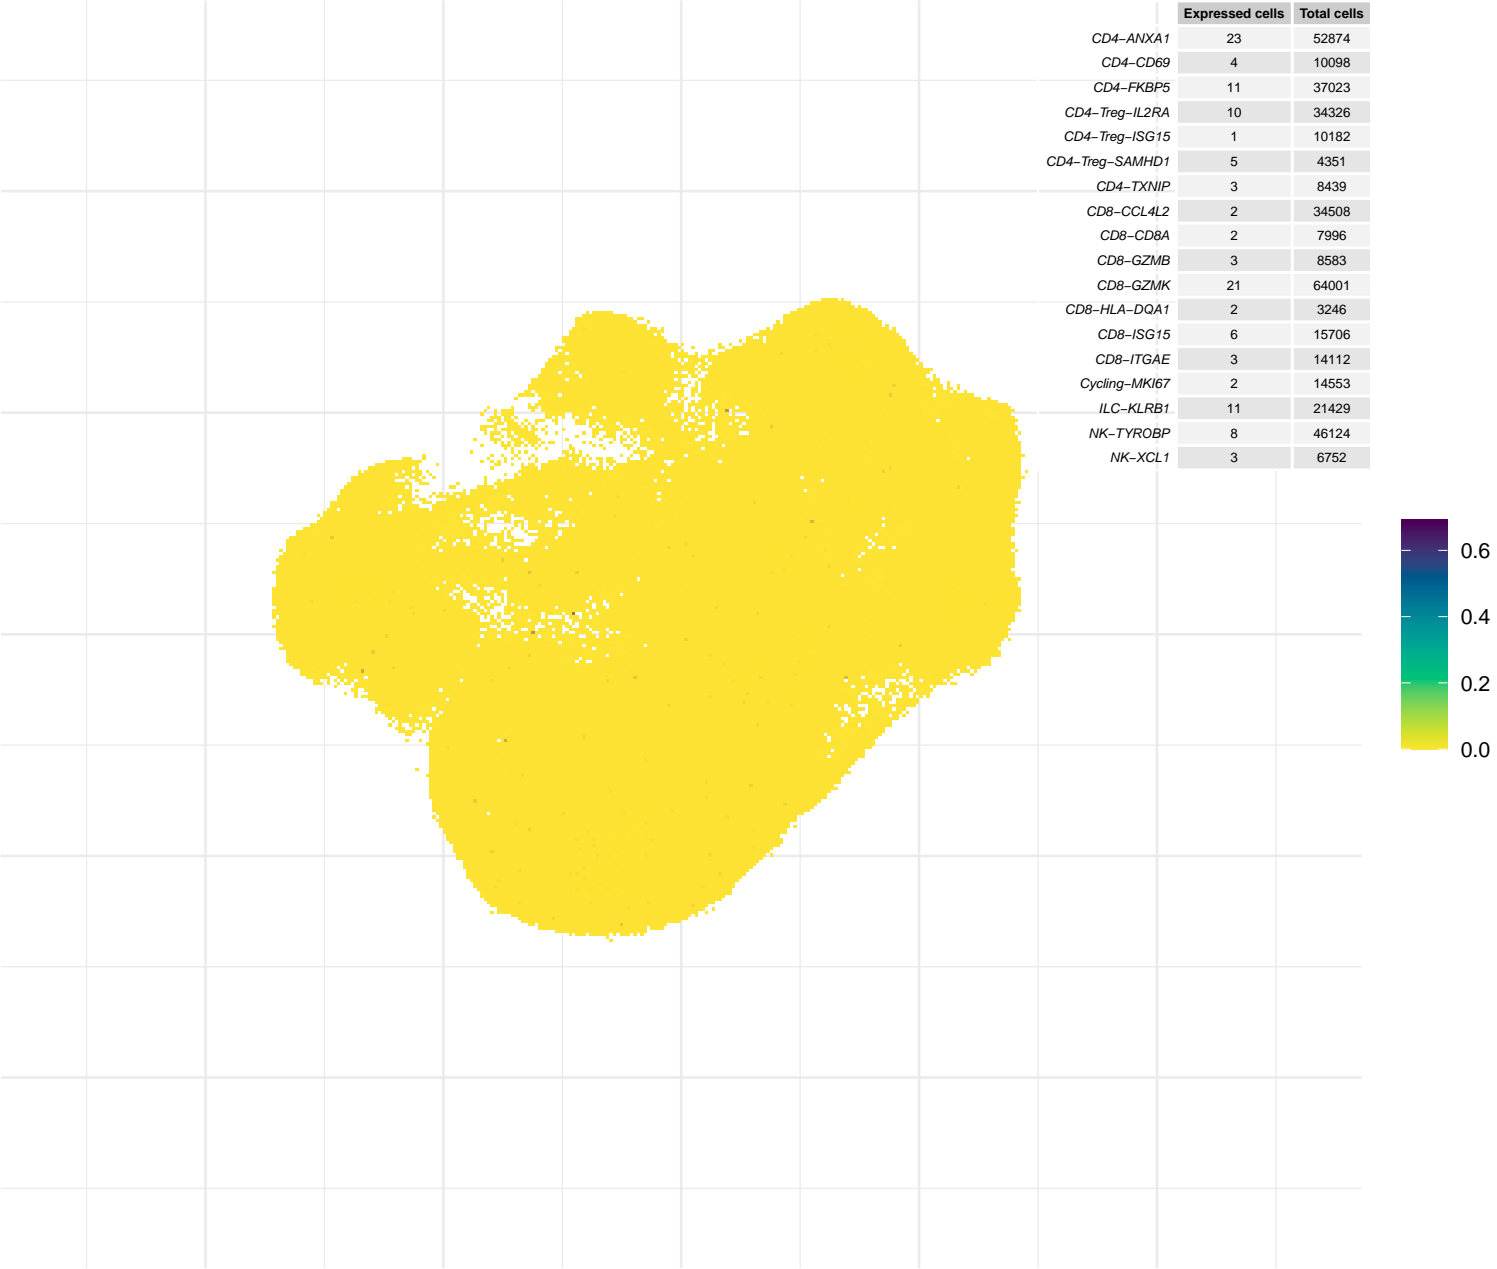 Expressed cells Total cells
CD4−ANXA1 23 52874
CD4−CD69 4 10098
CD4−FKBP5 11 37023
CD4−Treg−IL2RA 10 34326
CD4−Treg−ISG15 1 10182
CD4−Treg−SAMHD1 5 4351
CD4−TXNIP 3 8439
CD8−CCL4L2 2 34508
CD8−CD8A 2 7996
CD8−GZMB 3 8583
CD8−GZMK 21 64001
CD8−HLA−DQA1 2 3246
CD8−ISG15 6 15706
CD8−ITGAE 3 14112
Cycling−MKI67 2 14553
ILC−KLRB1 11 21429
NK−TYROBP 8 46124
NK−XCL1 3 6752
0.6
0.4
0.2
0.0